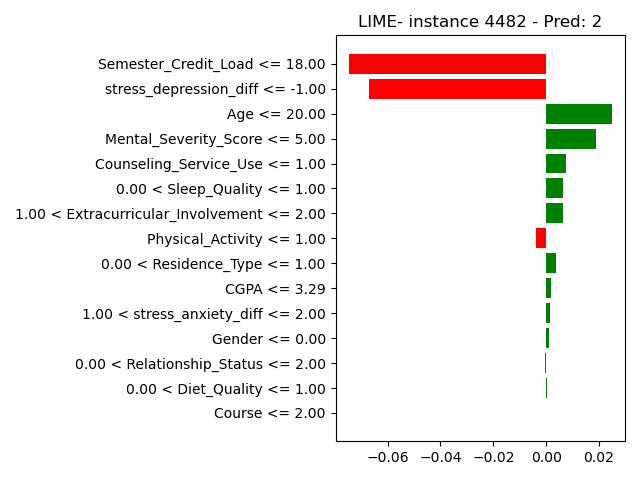 LIME- instance 4482 - Pred: 2
Semester_Credit_Load <= 18.00
stress_depression_diff <= -1.00
Age <= 20.00
Mental_Severity_Score <= 5.00
Counseling_Service_Use <= 1.00
0.00 < Sleep_Quality <= 1.00
1.00 < Extracurricular_Involvement <= 2.00
Physical_Activity <= 1.00
0.00 < Residence_Type <= 1.00
CGPA <= 3.29
1.00 < stress_anxiety_diff <= 2.00
Gender <= 0.00
0.00 < Relationship_Status <= 2.00
0.00 < Diet_Quality <= 1.00
Course <= 2.00
−0.06 −0.04 −0.02 0.00 0.02